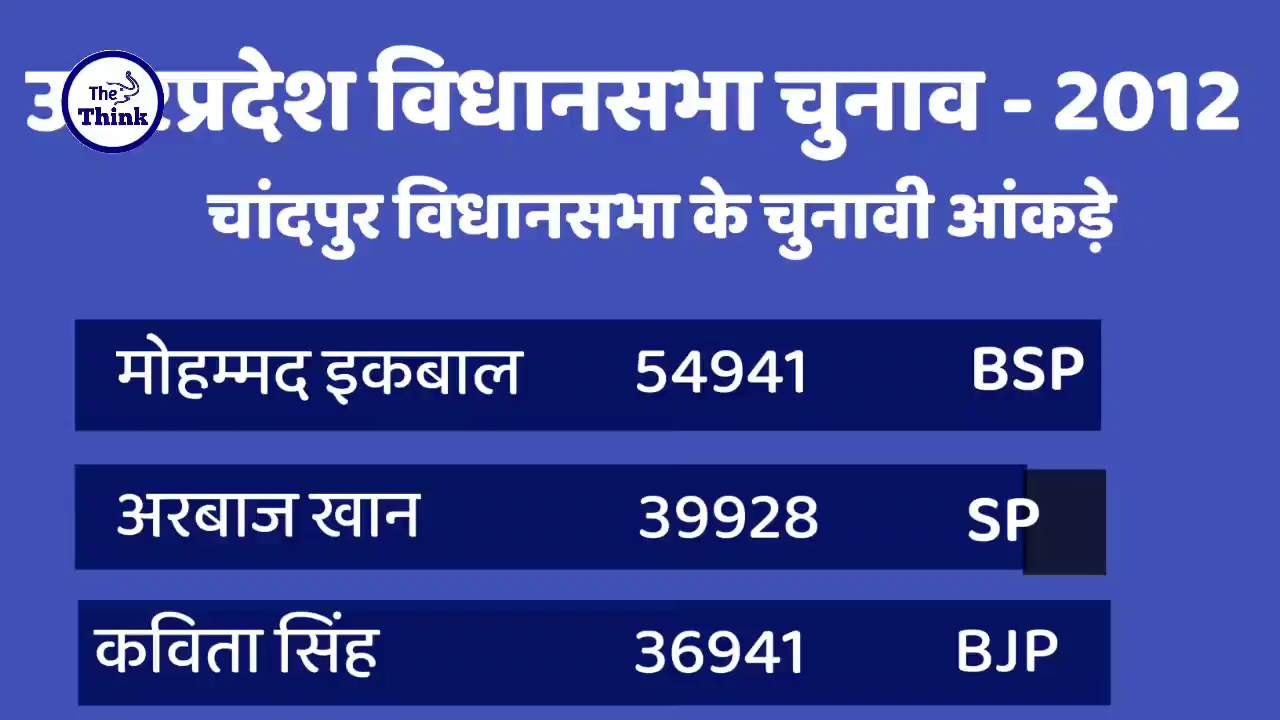 The
Think
विधानसभा चुनाव - 2012
चांदपुर विधानसभा के चुनावी आंकड़े
मोहम्मद इकबाल 54941 BSP
अरबाज खान 39928 SP
कविता सिंह 36941 BJP